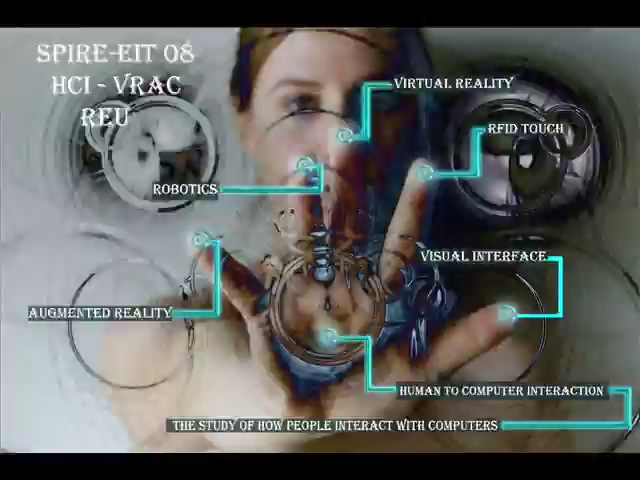 SPIRE-EIT 08
HCI - VRAC
REU
VIRTUAL REALITY
RFID TOUCH
ROBOTICS
VISUAL INTERFACE
AUGMENTED REALITY
HUMAN TO COMPUTER INTERACTION
THE STUDY OF HOW PEOPLE INTERACT WITH COMPUTERS